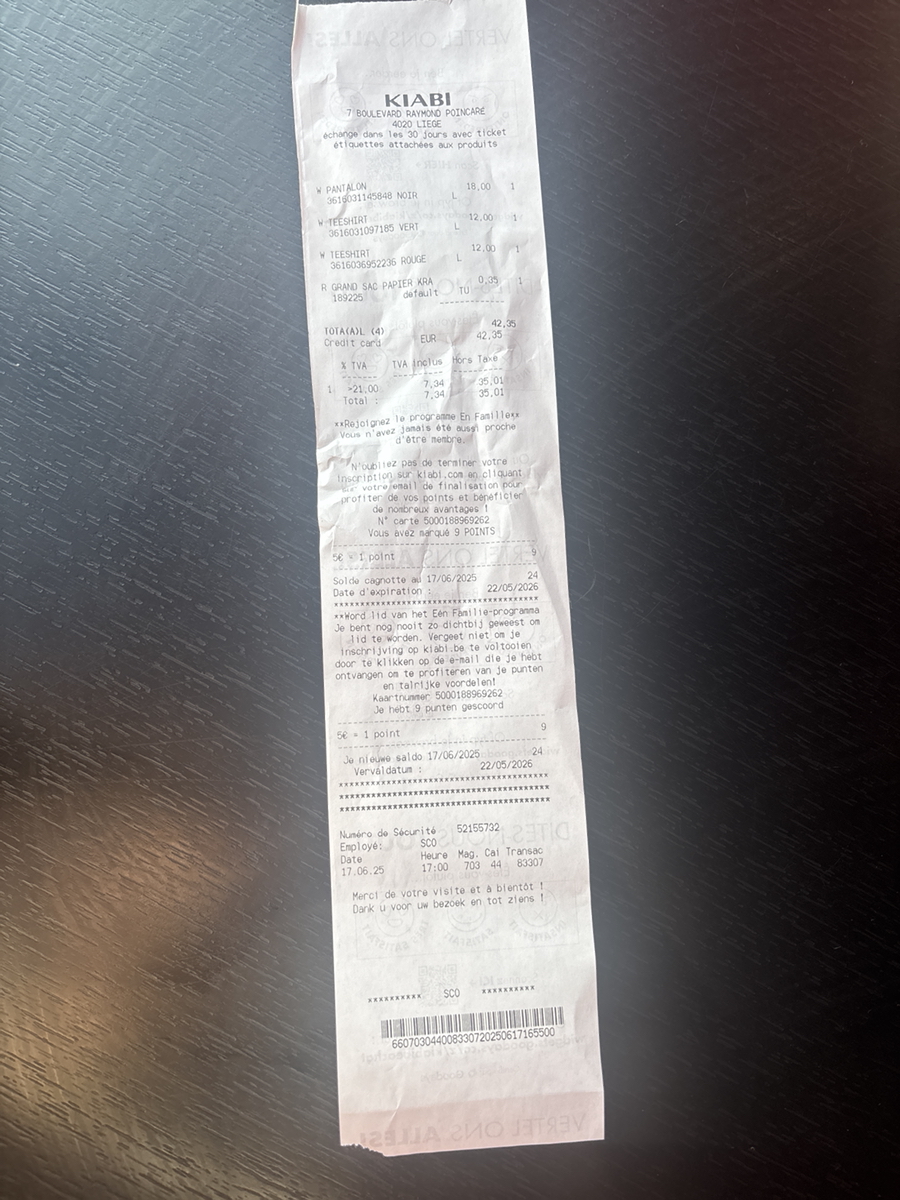 KIABI
7 BOULEVARD RAYMOND POINCARÉ
4020 LIEGE
échange dans les 30 jours avec ticket
étiquettes attachées aux produits
W PANTALON 18,00 1
3616031145848 NOIR L
W TEESHIRT 12,00 1
3616031097185 VERT L
W TEESHIRT 12,00 1
3616036952236 ROUGE L
R GRAND SAC PAPIER KRA 0,35 1
189225 default TU
------------
TOTA(A)L (4) 42,35
Credit card EUR 42,35
% TVA TVA inclus Hors Taxe
1 >21,00 7,34 35,01
Total : 7,34 35,01
**Rejoignez le programme En Famille**
Vous n'avez jamais été aussi proche
d'être membre.
N'oubliez pas de terminer votre
inscription sur kiabi.com en cliquant
sur votre email de finalisation pour
profiter de vos points et bénéficier
de nombreux avantages !
N° carte 5000188969262
Vous avez marqué 9 POINTS
5€ = 1 point 9
Solde cagnotte au 17/06/2025 24
Date d'expiration : 22/05/2026
**************************************
**Word lid van het Eén Familie-programma
Je bent nog nooit zo dichtbij geweest om
lid te worden. Vergeet niet om je
inschrijving op kiabi.be te voltooien
door te klikken op de e-mail die je hebt
ontvangen om te profiteren van je punten
en talrijke voordelen!
Kaartnummer 5000188969262
Je hebt 9 punten gescoord
5€ = 1 point 9
Je nieuwe saldo 17/06/2025 24
Vervaldatum : 22/05/2026
**************************************
**************************************
**************************************
Numéro de Sécurité 52155732
Employé: SCO
Date Heure Mag. Cai Transac
17.06.25 17:00 703 44 83307
Merci de votre visite et à bientôt !
Dank u voor uw bezoek en tot ziens !
********** SCO **********
66070304400833072025061716550​0